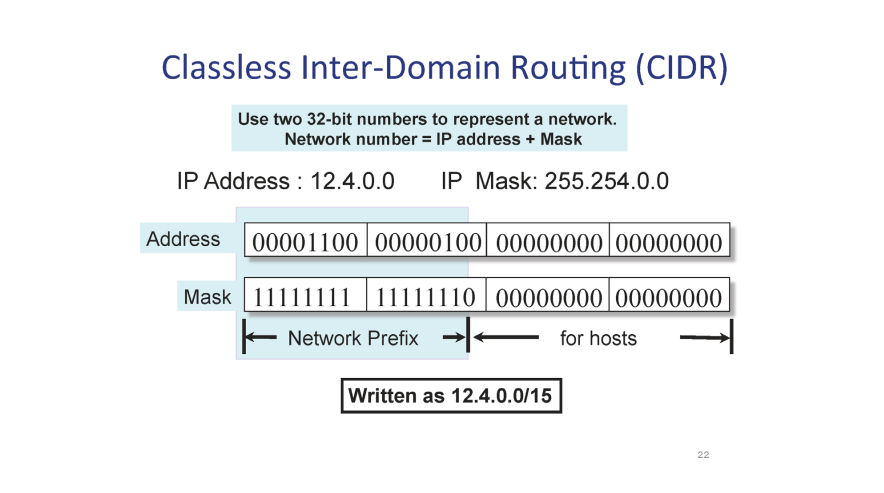 Classless Inter-Domain Routing (CIDR)
Use two 32-bit numbers to represent a network.
Network number = IP address + Mask
IP Address : 12.4.0.0 IP Mask: 255.254.0.0
Address 00001100 00000100 00000000 00000000
Mask 11111111 11111110 00000000 00000000
Network Prefix for hosts
Written as 12.4.0.0/15
22